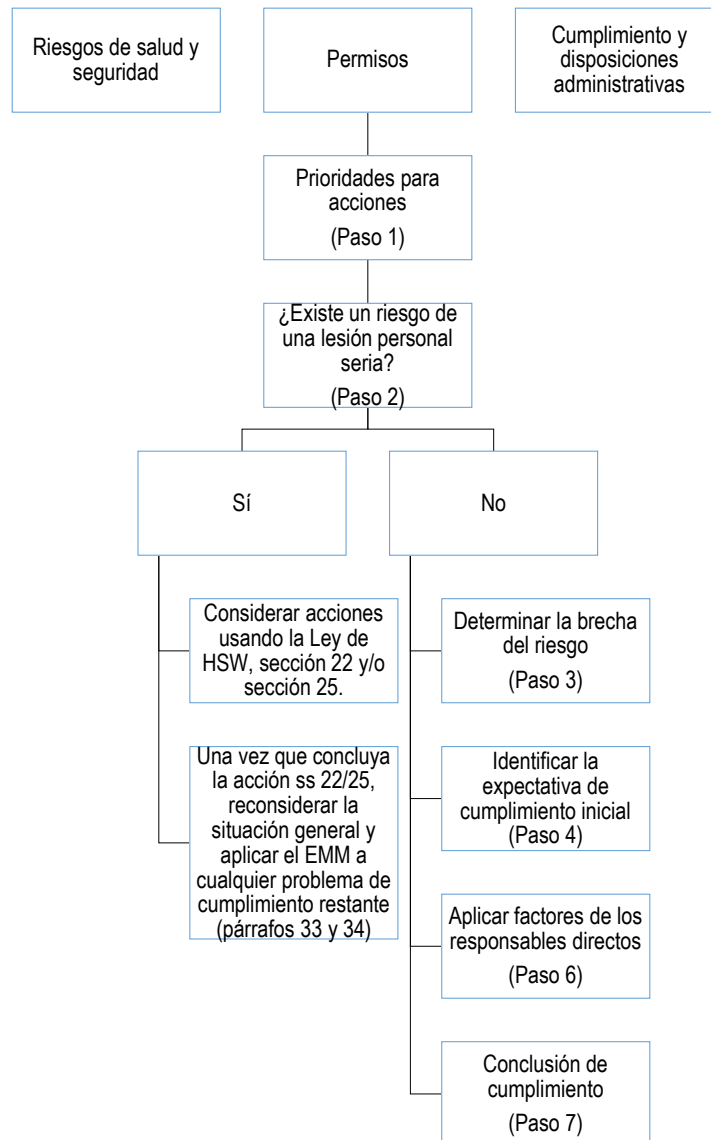 Riesgos de salud y
seguridad
Permisos
Cumplimiento y
disposiciones
administrativas
Prioridades para
acciones
(Paso 1)
¿Existe un riesgo de
una lesión personal
seria?
(Paso 2)
Sí
No
Considerar acciones
usando la Ley de
HSW, sección 22 y/o
sección 25.
Una vez que concluya
la acción ss 22/25,
reconsiderar la
situación general y
aplicar el EMM a
cualquier problema de
cumplimiento restante
(párrafos 33 y 34)
Determinar la brecha
del riesgo
(Paso 3)
Identificar la
expectativa de
cumplimiento inicial
(Paso 4)
Aplicar factores de los
responsables directos
(Paso 6)
Conclusión de
cumplimiento
(Paso 7)